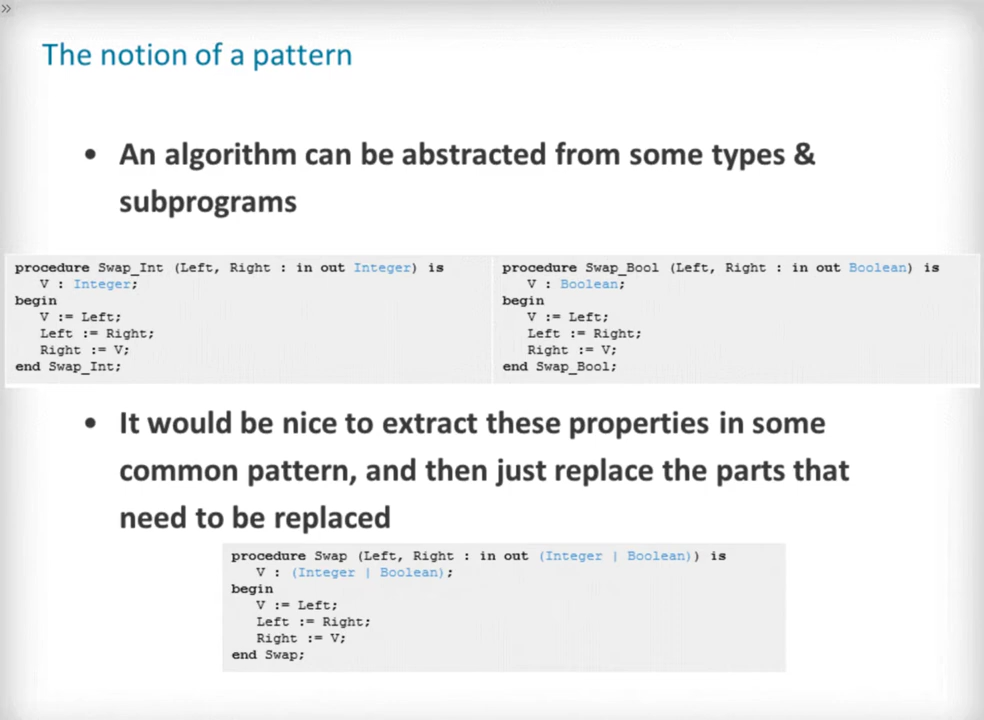 »
The notion of a pattern
• An algorithm can be abstracted from some types &
subprograms
procedure Swap_Int (Left, Right : in out Integer) is
V : Integer;
begin
V := Left;
Left := Right;
Right := V;
end Swap_Int;
procedure Swap_Bool (Left, Right : in out Boolean) is
V : Boolean;
begin
V := Left;
Left := Right;
Right := V;
end Swap_Bool;
• It would be nice to extract these properties in some
common pattern, and then just replace the parts that
need to be replaced
procedure Swap (Left, Right : in out (Integer | Boolean)) is
V : (Integer | Boolean);
begin
V := Left;
Left := Right;
Right := V;
end Swap;